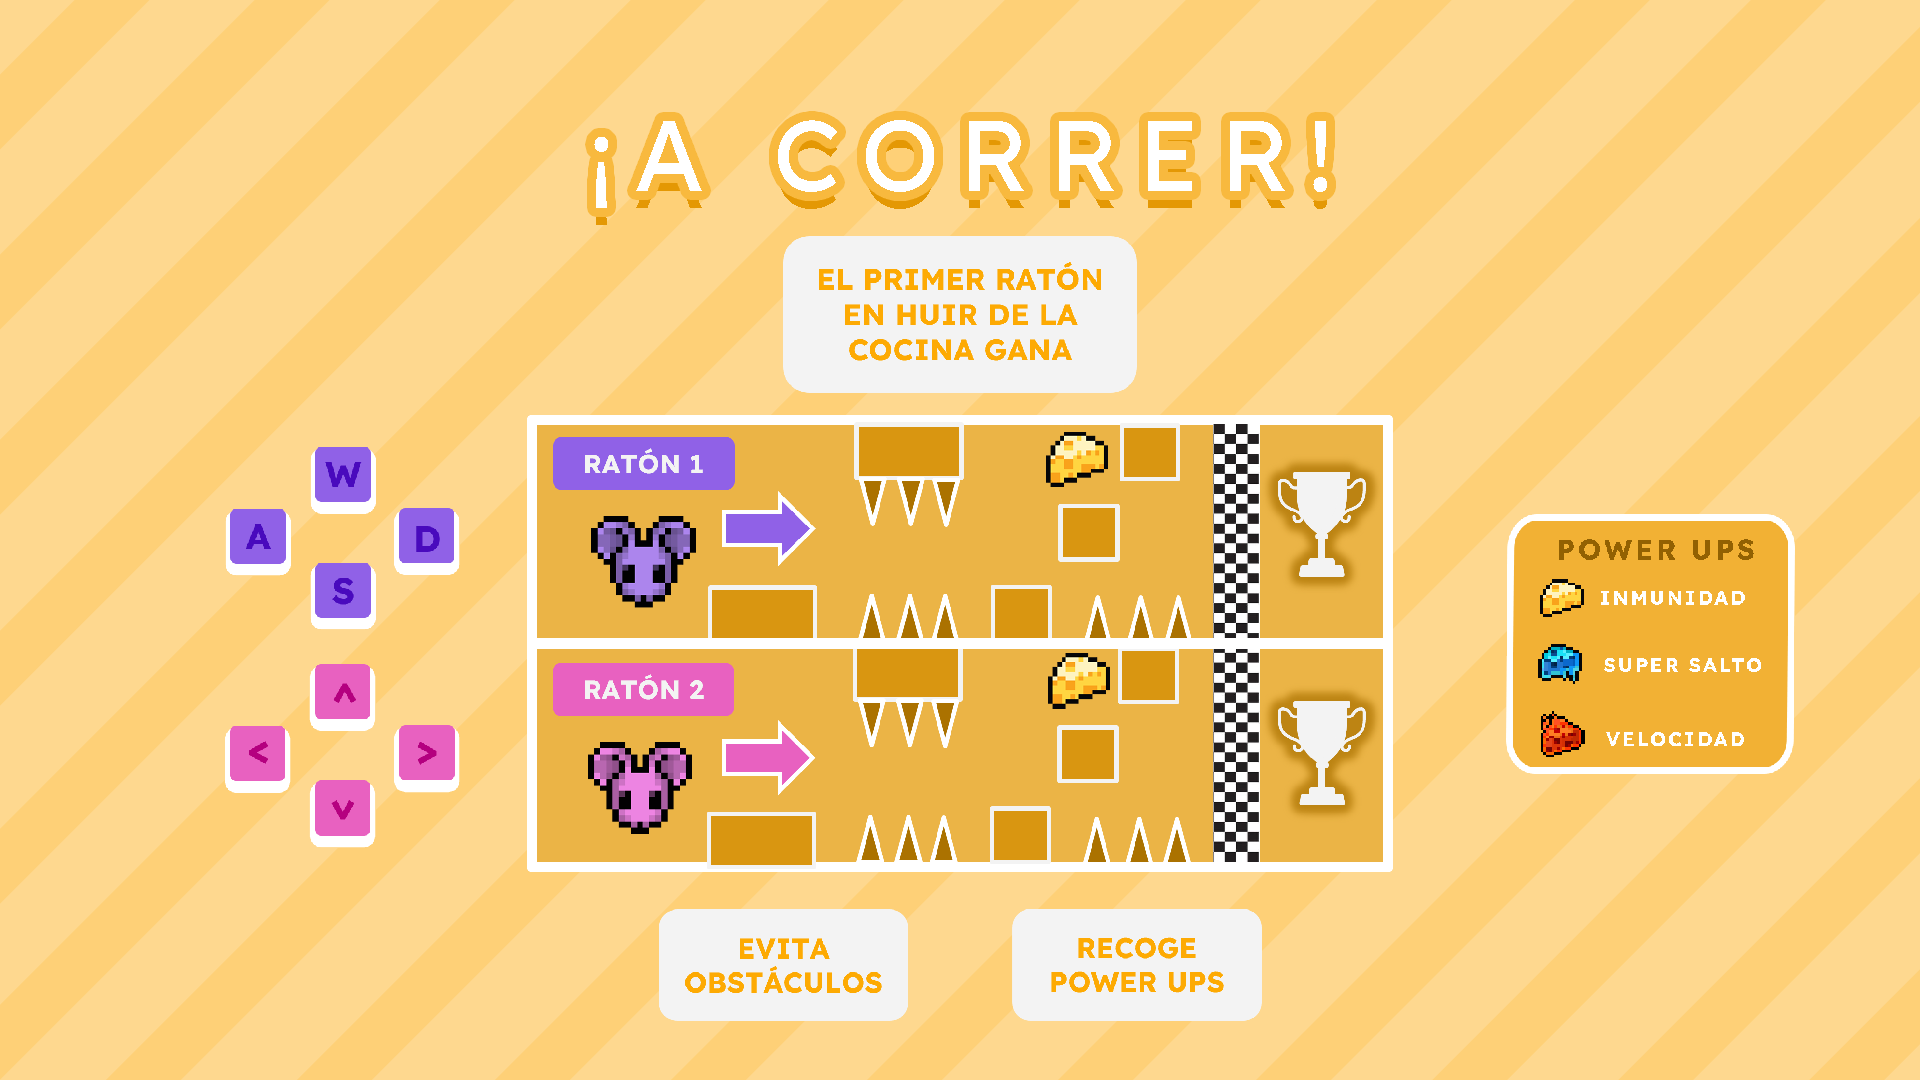 ¡A CORRER!
EL PRIMER RATÓN
EN HUIR DE LA
COCINA GANA
RATÓN 1
W
A
D
S
RATÓN 2
^
<
>
v
POWER UPS
INMUNIDAD
SUPER SALTO
VELOCIDAD
EVITA
OBSTÁCULOS
RECOGE
POWER UPS